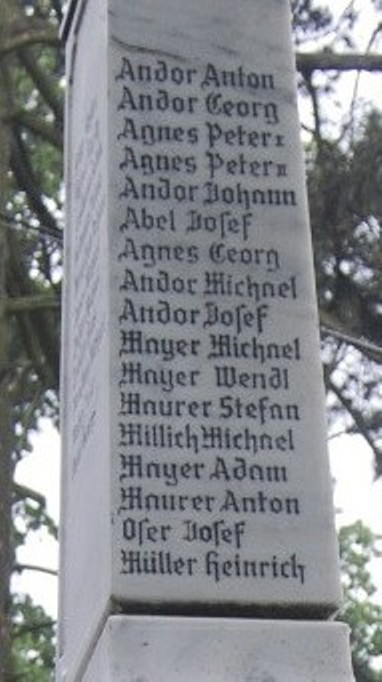 Andor Anton
Andor Georg
Agnes Peter I
Agnes Peter II
Andor Johann
Abel Josef
Agnes Georg
Andor Michael
Andor Josef
Mayer Michael
Mayer Wendl
Maurer Stefan
Millich Michael
Mayer Adam
Maurer Anton
Oser Josef
Müller Heinrich